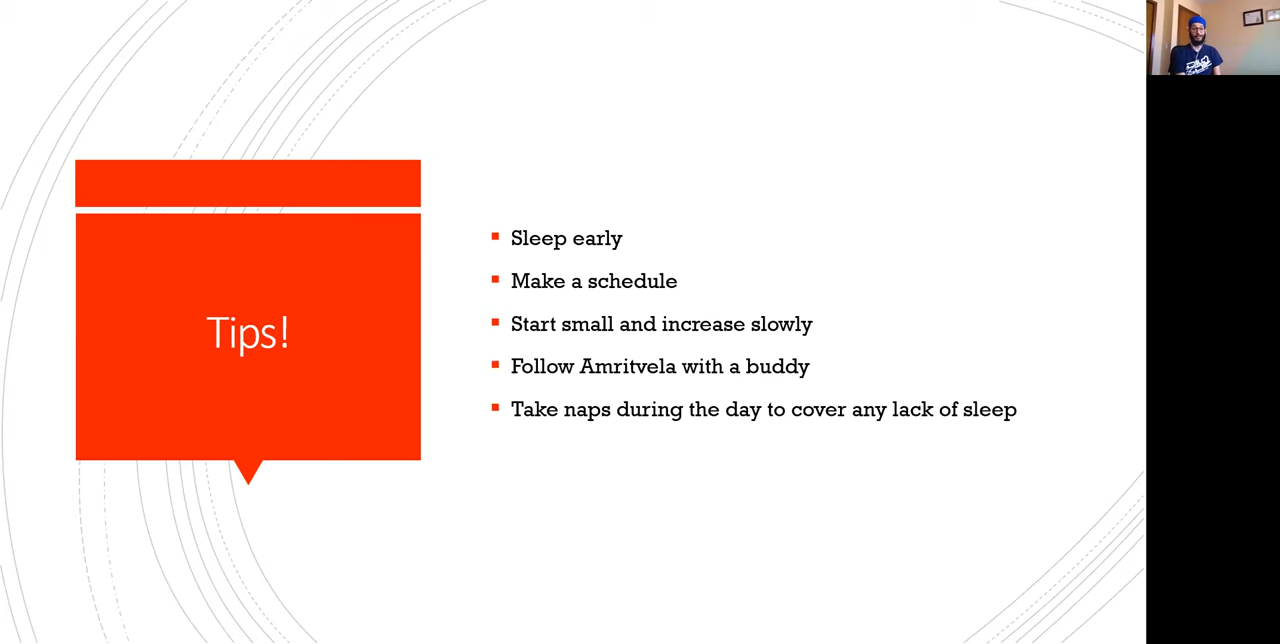 Tips!
Sleep early
Make a schedule
Start small and increase slowly
Follow Amritvela with a buddy
Take naps during the day to cover any lack of sleep